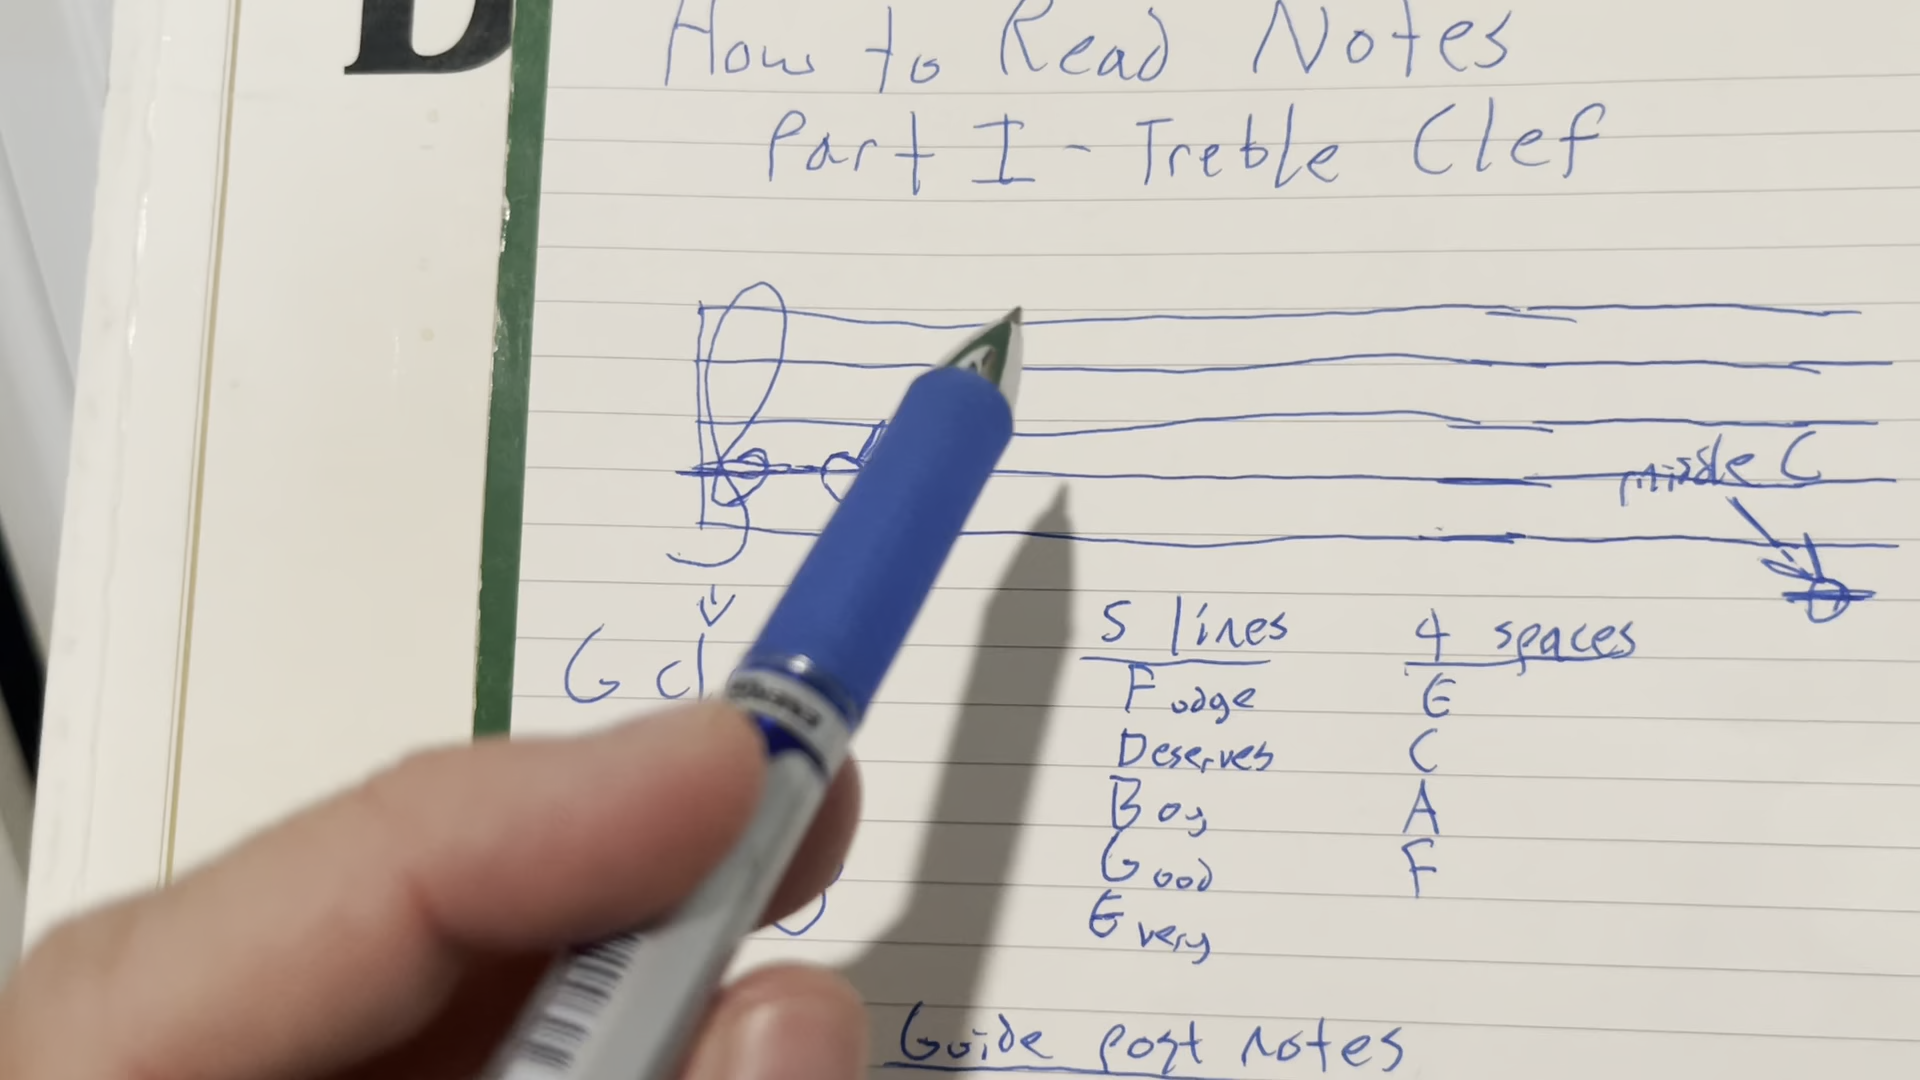 D
How to Read Notes
Part I - Treble Clef
middle C
G cl
5 lines
4 spaces
Fudge
E
Deserves
C
Boy
A
Good
F
Every
Guide post notes